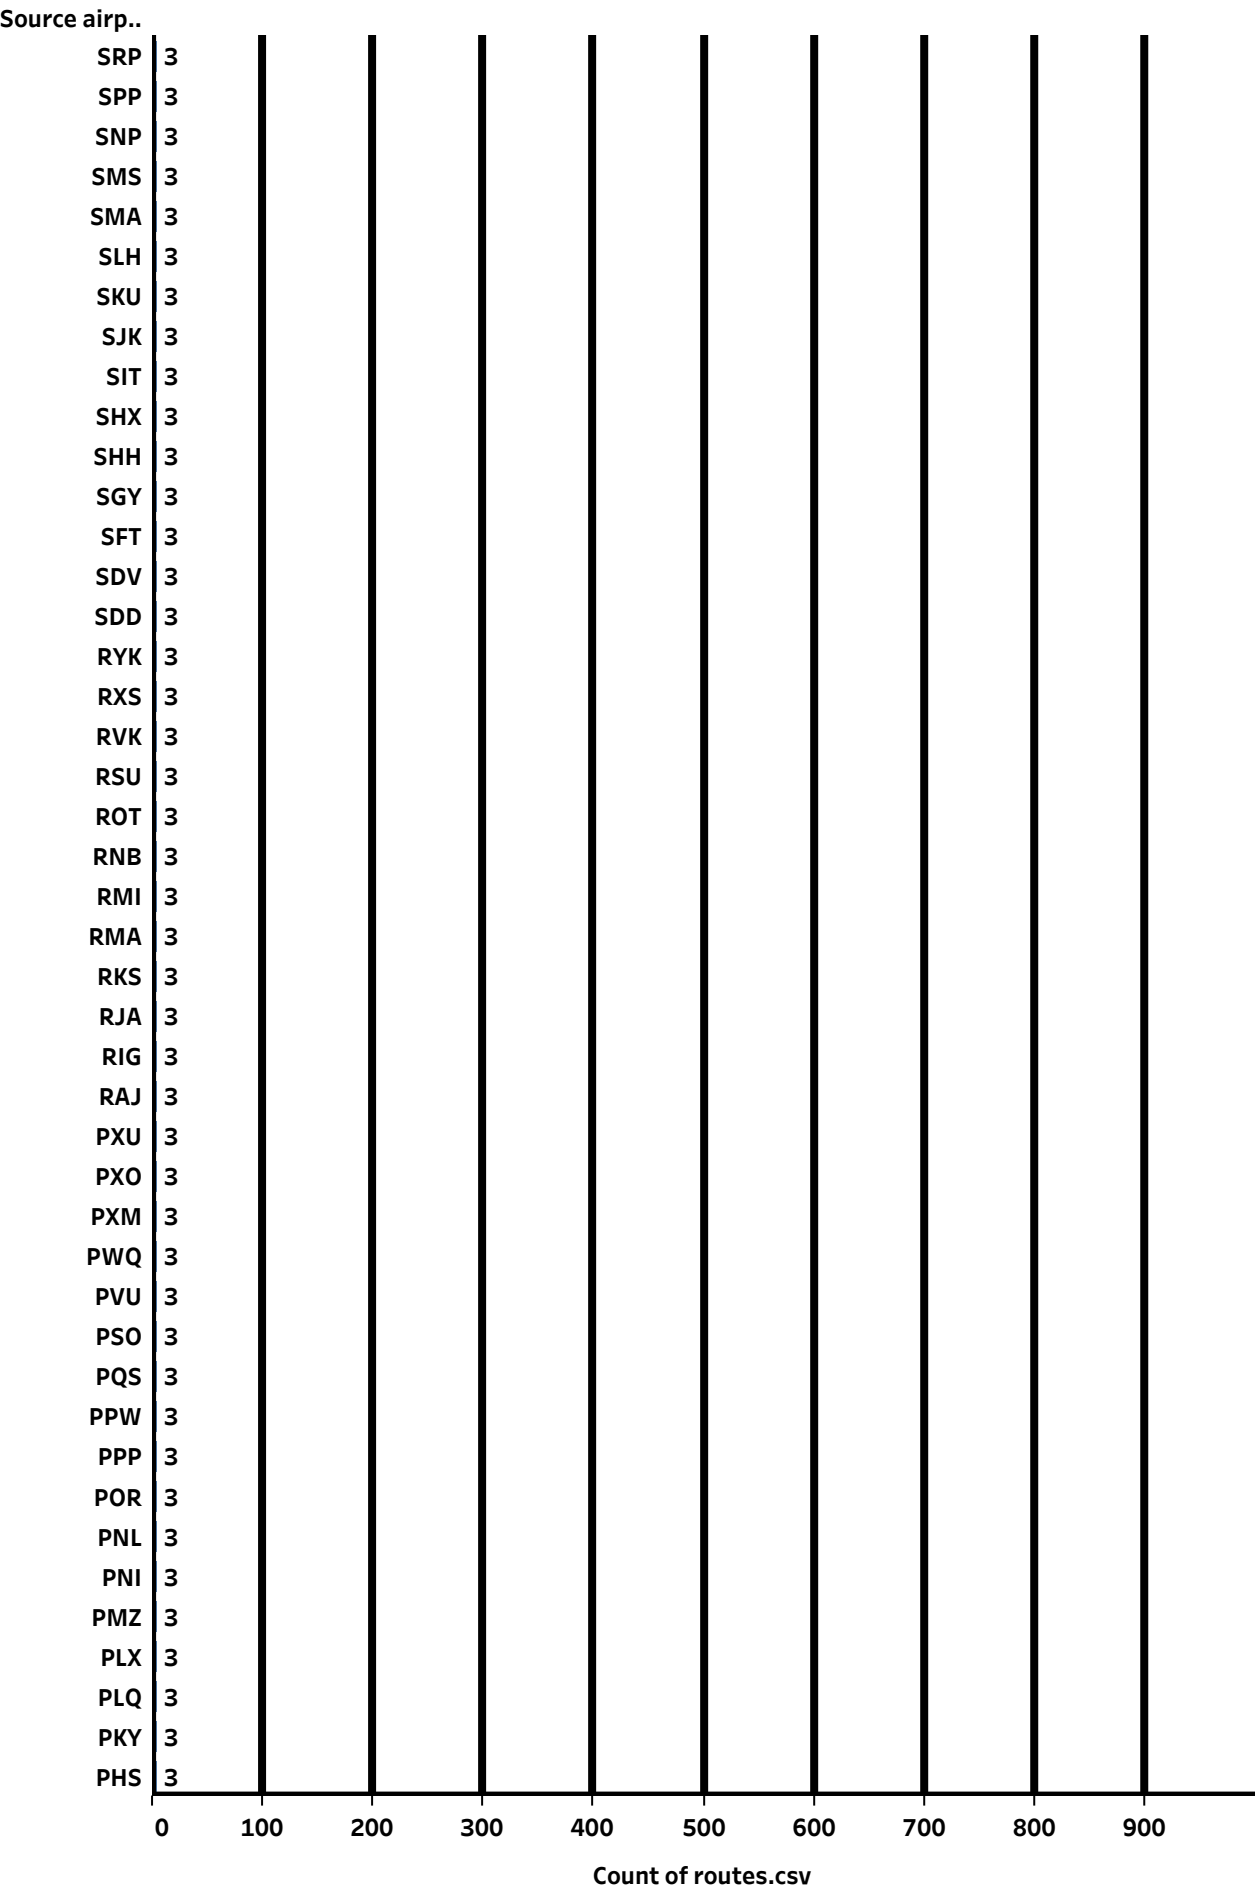 Source airp..
SRP 3
SPP 3
SNP 3
SMS 3
SMA 3
SLH 3
SKU 3
SJK 3
SIT 3
SHX 3
SHH 3
SGY 3
SFT 3
SDV 3
SDD 3
RYK 3
RXS 3
RVK 3
RSU 3
ROT 3
RNB 3
RMI 3
RMA 3
RKS 3
RJA 3
RIG 3
RAJ 3
PXU 3
PXO 3
PXM 3
PWQ 3
PVU 3
PSO 3
PQS 3
PPW 3
PPP 3
POR 3
PNL 3
PNI 3
PMZ 3
PLX 3
PLQ 3
PKY 3
PHS 3
0 100 200 300 400 500 600 700 800 900
Count of routes.csv